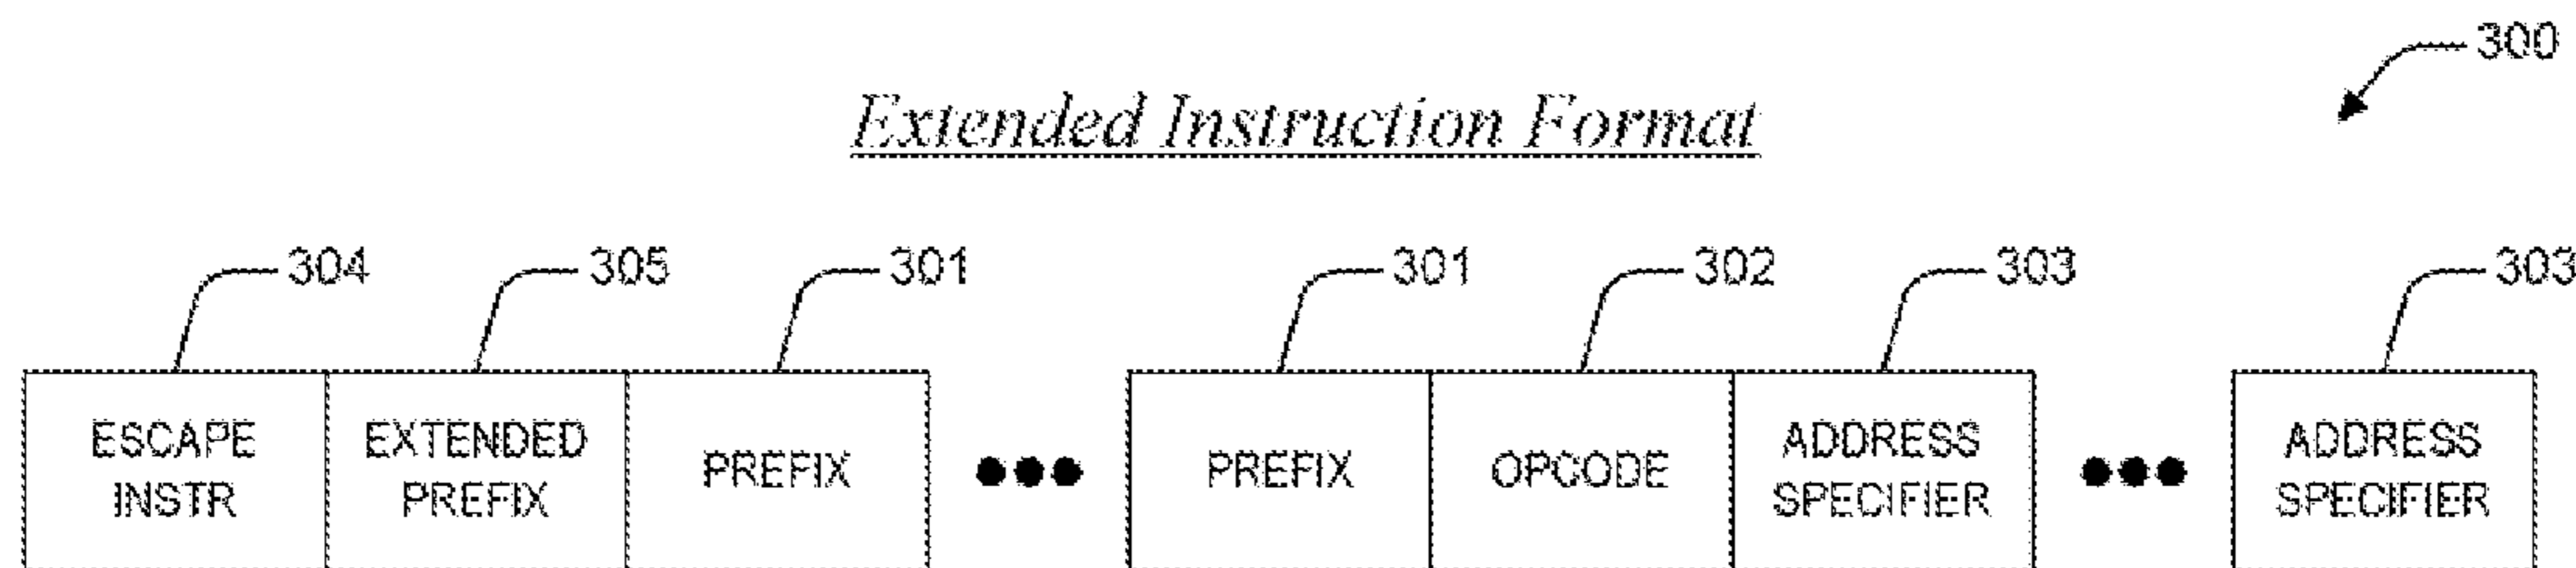 300
Extended Instruction Format
304 305 301 301 302 303 303
ESCAPE INSTR
EXTENDED PREFIX
PREFIX
PREFIX
OPCODE
ADDRESS SPECIFIER
ADDRESS SPECIFIER